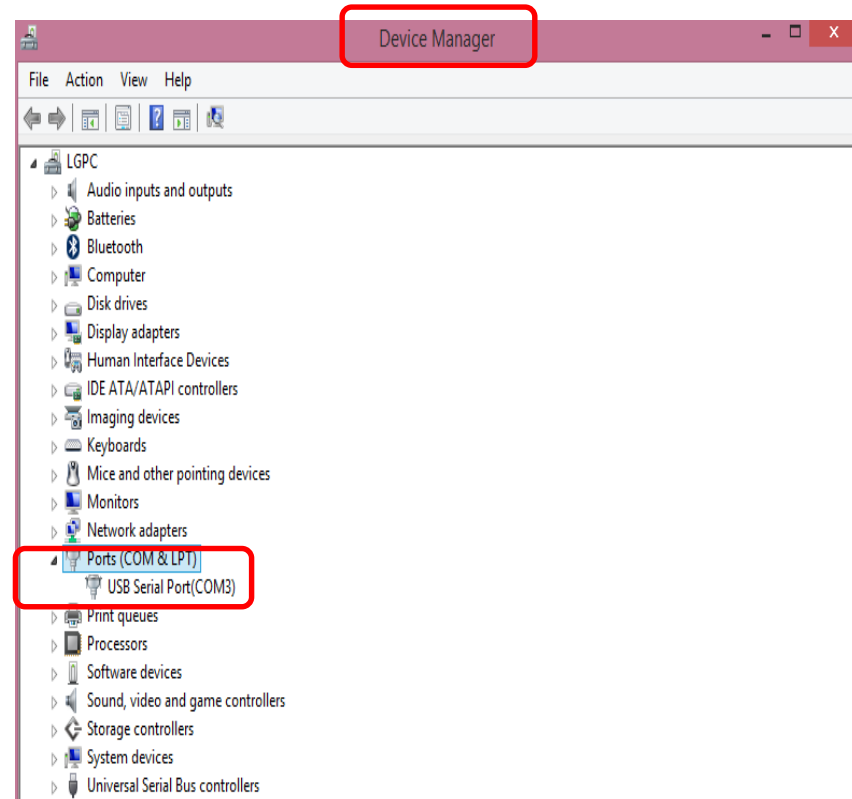 Device Manager
X
File Action View Help
?
LGPC
Audio inputs and outputs
Batteries
Bluetooth
Computer
Disk drives
Display adapters
Human Interface Devices
IDE ATA/ATAPI controllers
Imaging devices
Keyboards
Mice and other pointing devices
Monitors
Network adapters
Ports (COM & LPT)
USB Serial Port(COM3)
Print queues
Processors
Software devices
Sound, video and game controllers
Storage controllers
System devices
Universal Serial Bus controllers